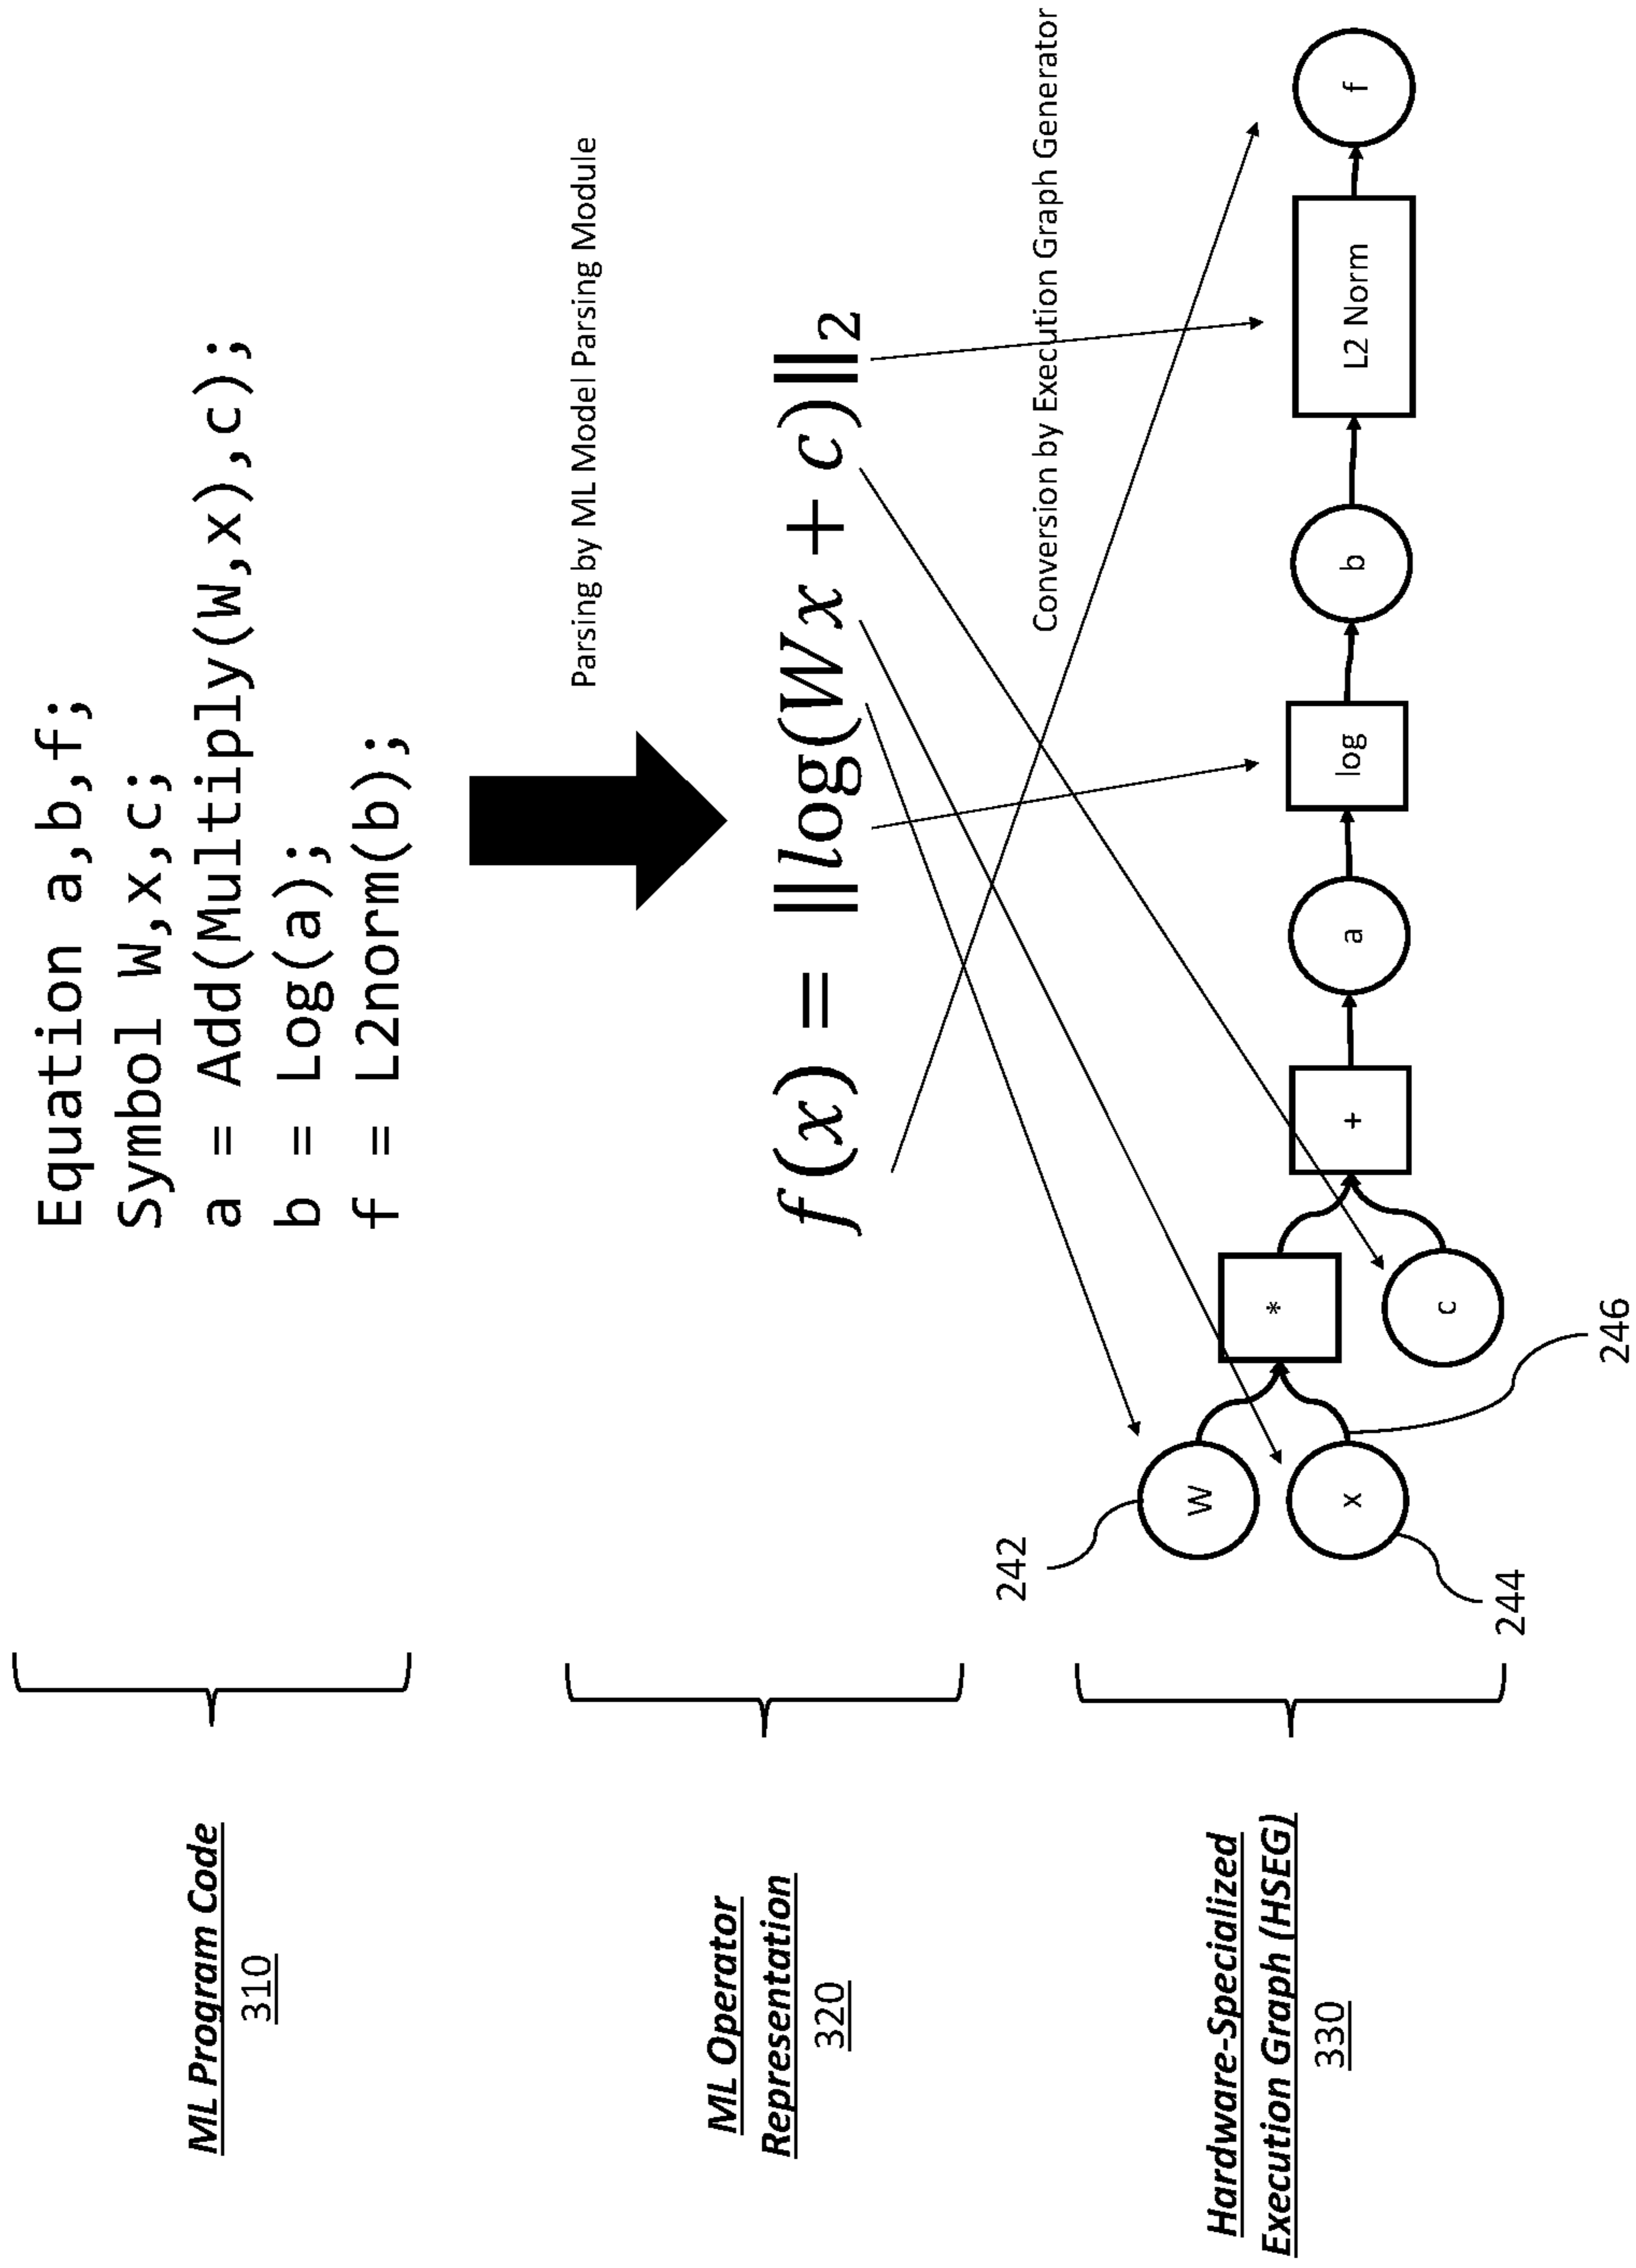 ML Program Code
310
Equation a,b,f;
Symbol W,x,c;
a = Add(Multiply(W,x),c);
b = Log(a);
f = L2norm(b);
Parsing by ML Model Parsing Module
ML Operator
Representation
320
f(x) = ‖log(Wx + c)‖₂
Conversion by Execution Graph Generator
Hardware-Specialized
Execution Graph (HSEG)
330
242
W
x
244
246
*
c
+
a
log
b
L2 Norm
f